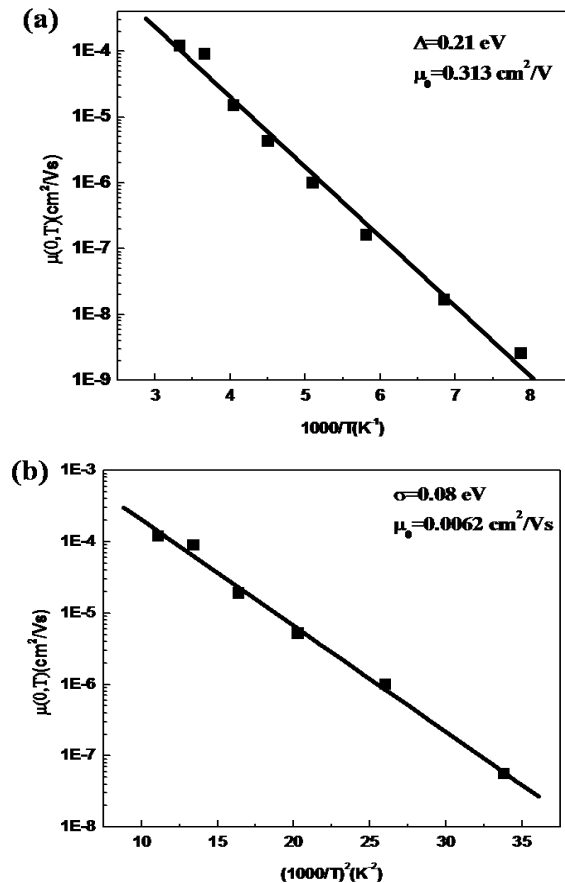 (a)
Δ=0.21 eV
μ₀=0.313 cm²/V
1E-4
1E-5
1E-6
1E-7
1E-8
1E-9
μ(0,T)(cm²/Vs)
3 4 5 6 7 8
1000/T(K⁻¹)
(b)
σ=0.08 eV
μ₀=0.0062 cm²/Vs
1E-3
1E-4
1E-5
1E-6
1E-7
1E-8
μ(0,T)(cm²/Vs)
10 15 20 25 30 35
(1000/T)²(K⁻²)